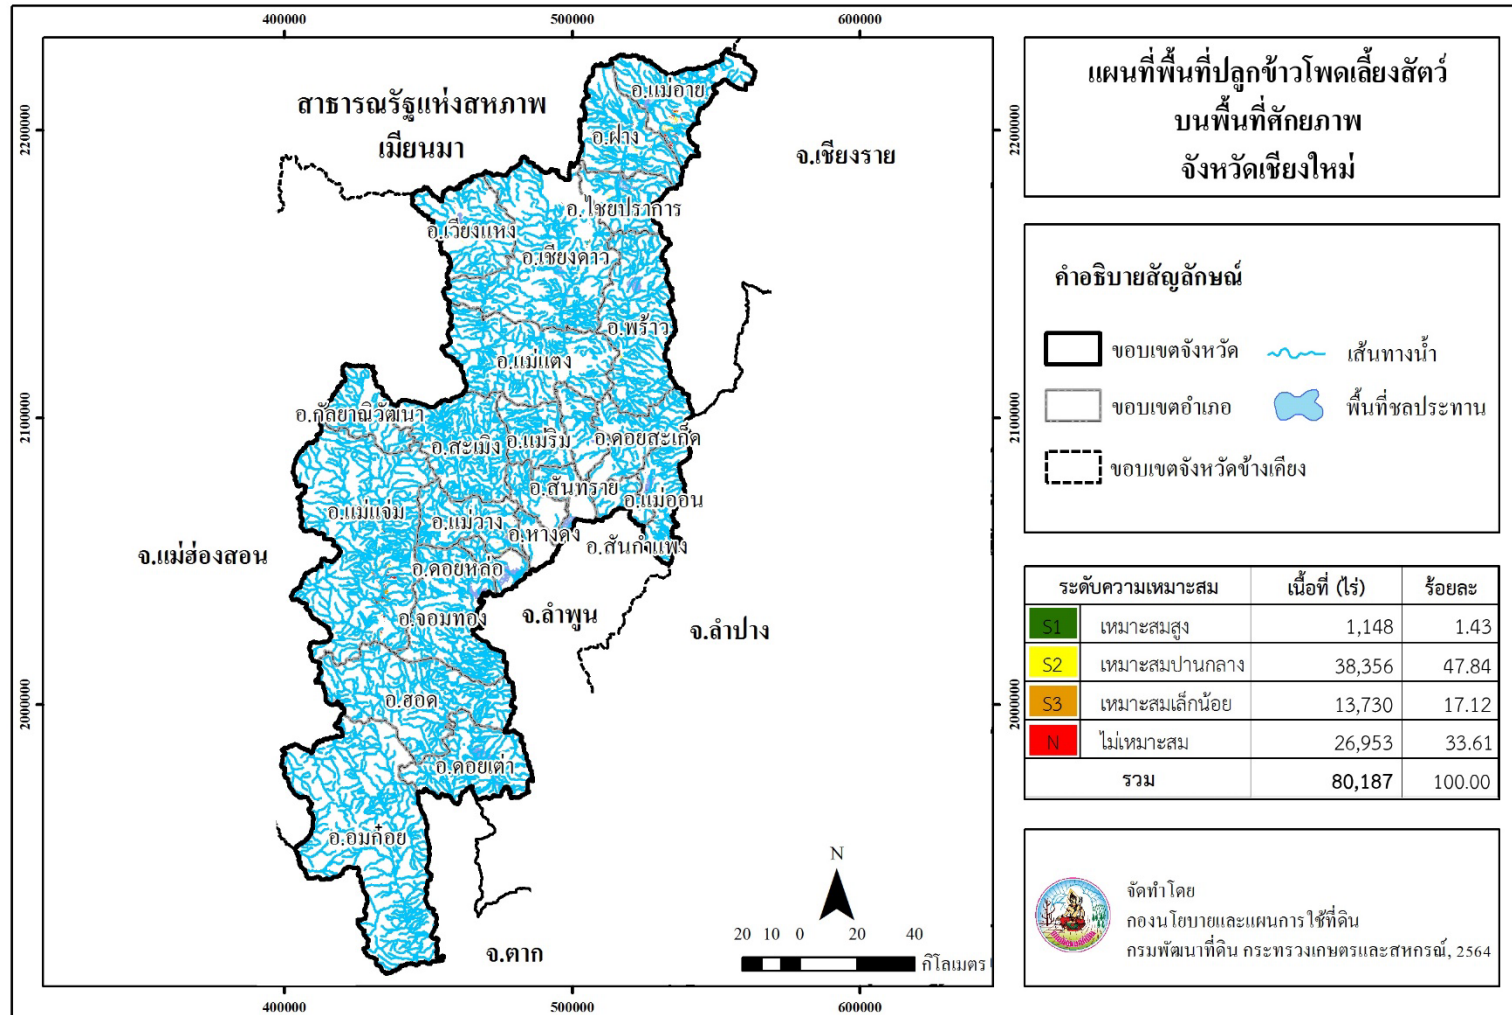 400000
500000
600000
แผนที่พื้นที่ปลูกข้าวโพดเลี้ยงสัตว์
บนพื้นที่ศักยภาพ
จังหวัดเชียงใหม่
สาธารณรัฐแห่งสหภาพ
เมียนมา
จ.เชียงราย
จ.แม่ฮ่องสอน
จ.ลำพูน
จ.ลำปาง
จ.ตาก
2200000
2100000
2000000
2200000
2100000
2000000
อ.แม่อาย
อ.ฝาง
อ.ไชยปราการ
อ.เวียงแหง
อ.เชียงดาว
อ.พร้าว
อ.แม่แตง
อ.กัลยาณิวัฒนา
อ.สะเมิง
อ.แม่ริม
อ.ดอยสะเก็ด
อ.สันทราย
อ.แม่ออน
อ.แม่แจ่ม
อ.แม่วาง
อ.หางดง
อ.สันกำแพง
อ.ดอยหล่อ
อ.จอมทอง
อ.ฮอด
อ.ดอยเต่า
อ.อมก๋อย
N
20 10 0 20 40
กิโลเมตร
400000
500000
600000
คำอธิบายสัญลักษณ์
ขอบเขตจังหวัด
เส้นทางน้ำ
ขอบเขตอำเภอ
พื้นที่ชลประทาน
ขอบเขตจังหวัดข้างเคียง
ระดับความเหมาะสม เนื้อที่ (ไร่) ร้อยละ
S1 เหมาะสมสูง 1,148 1.43
S2 เหมาะสมปานกลาง 38,356 47.84
S3 เหมาะสมเล็กน้อย 13,730 17.12
N ไม่เหมาะสม 26,953 33.61
รวม 80,187 100.00
จัดทำโดย
กองนโยบายและแผนการใช้ที่ดิน
กรมพัฒนาที่ดิน กระทรวงเกษตรและสหกรณ์, 2564